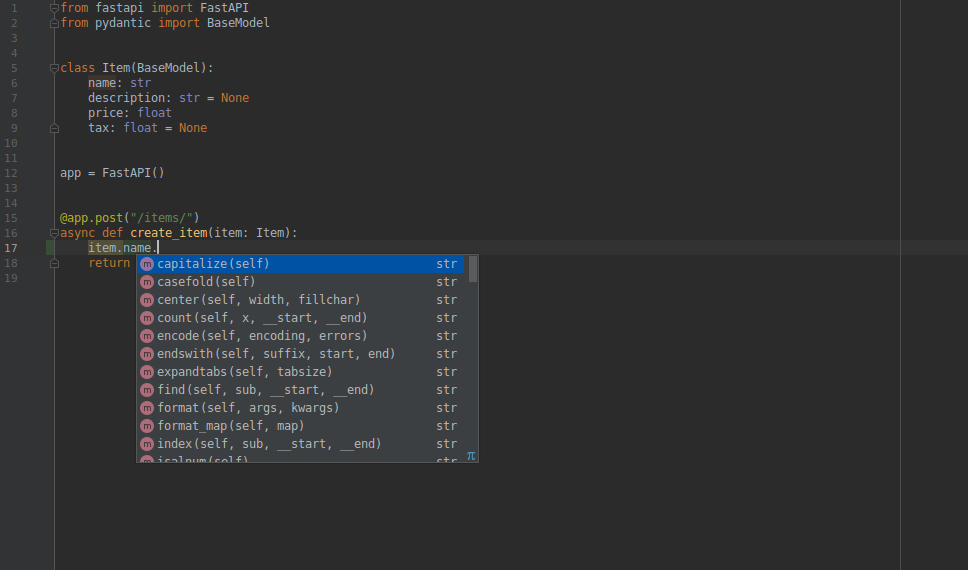 1 from fastapi import FastAPI
2 from pydantic import BaseModel
3
4
5 class Item(BaseModel):
6 name: str
7 description: str = None
8 price: float
9 tax: float = None
10
11
12 app = FastAPI()
13
14
15 @app.post("/items/")
16 async def create_item(item: Item):
17 item.name.
18 return
19
m capitalize(self) str
m casefold(self) str
m center(self, width, fillchar) str
m count(self, x, __start, __end) str
m encode(self, encoding, errors) str
m endswith(self, suffix, start, end) str
m expandtabs(self, tabsize) str
m find(self, sub, __start, __end) str
m format(self, args, kwargs) str
m format_map(self, map) str
m index(self, sub, __start, __end) str
m isalnum(self) str
π